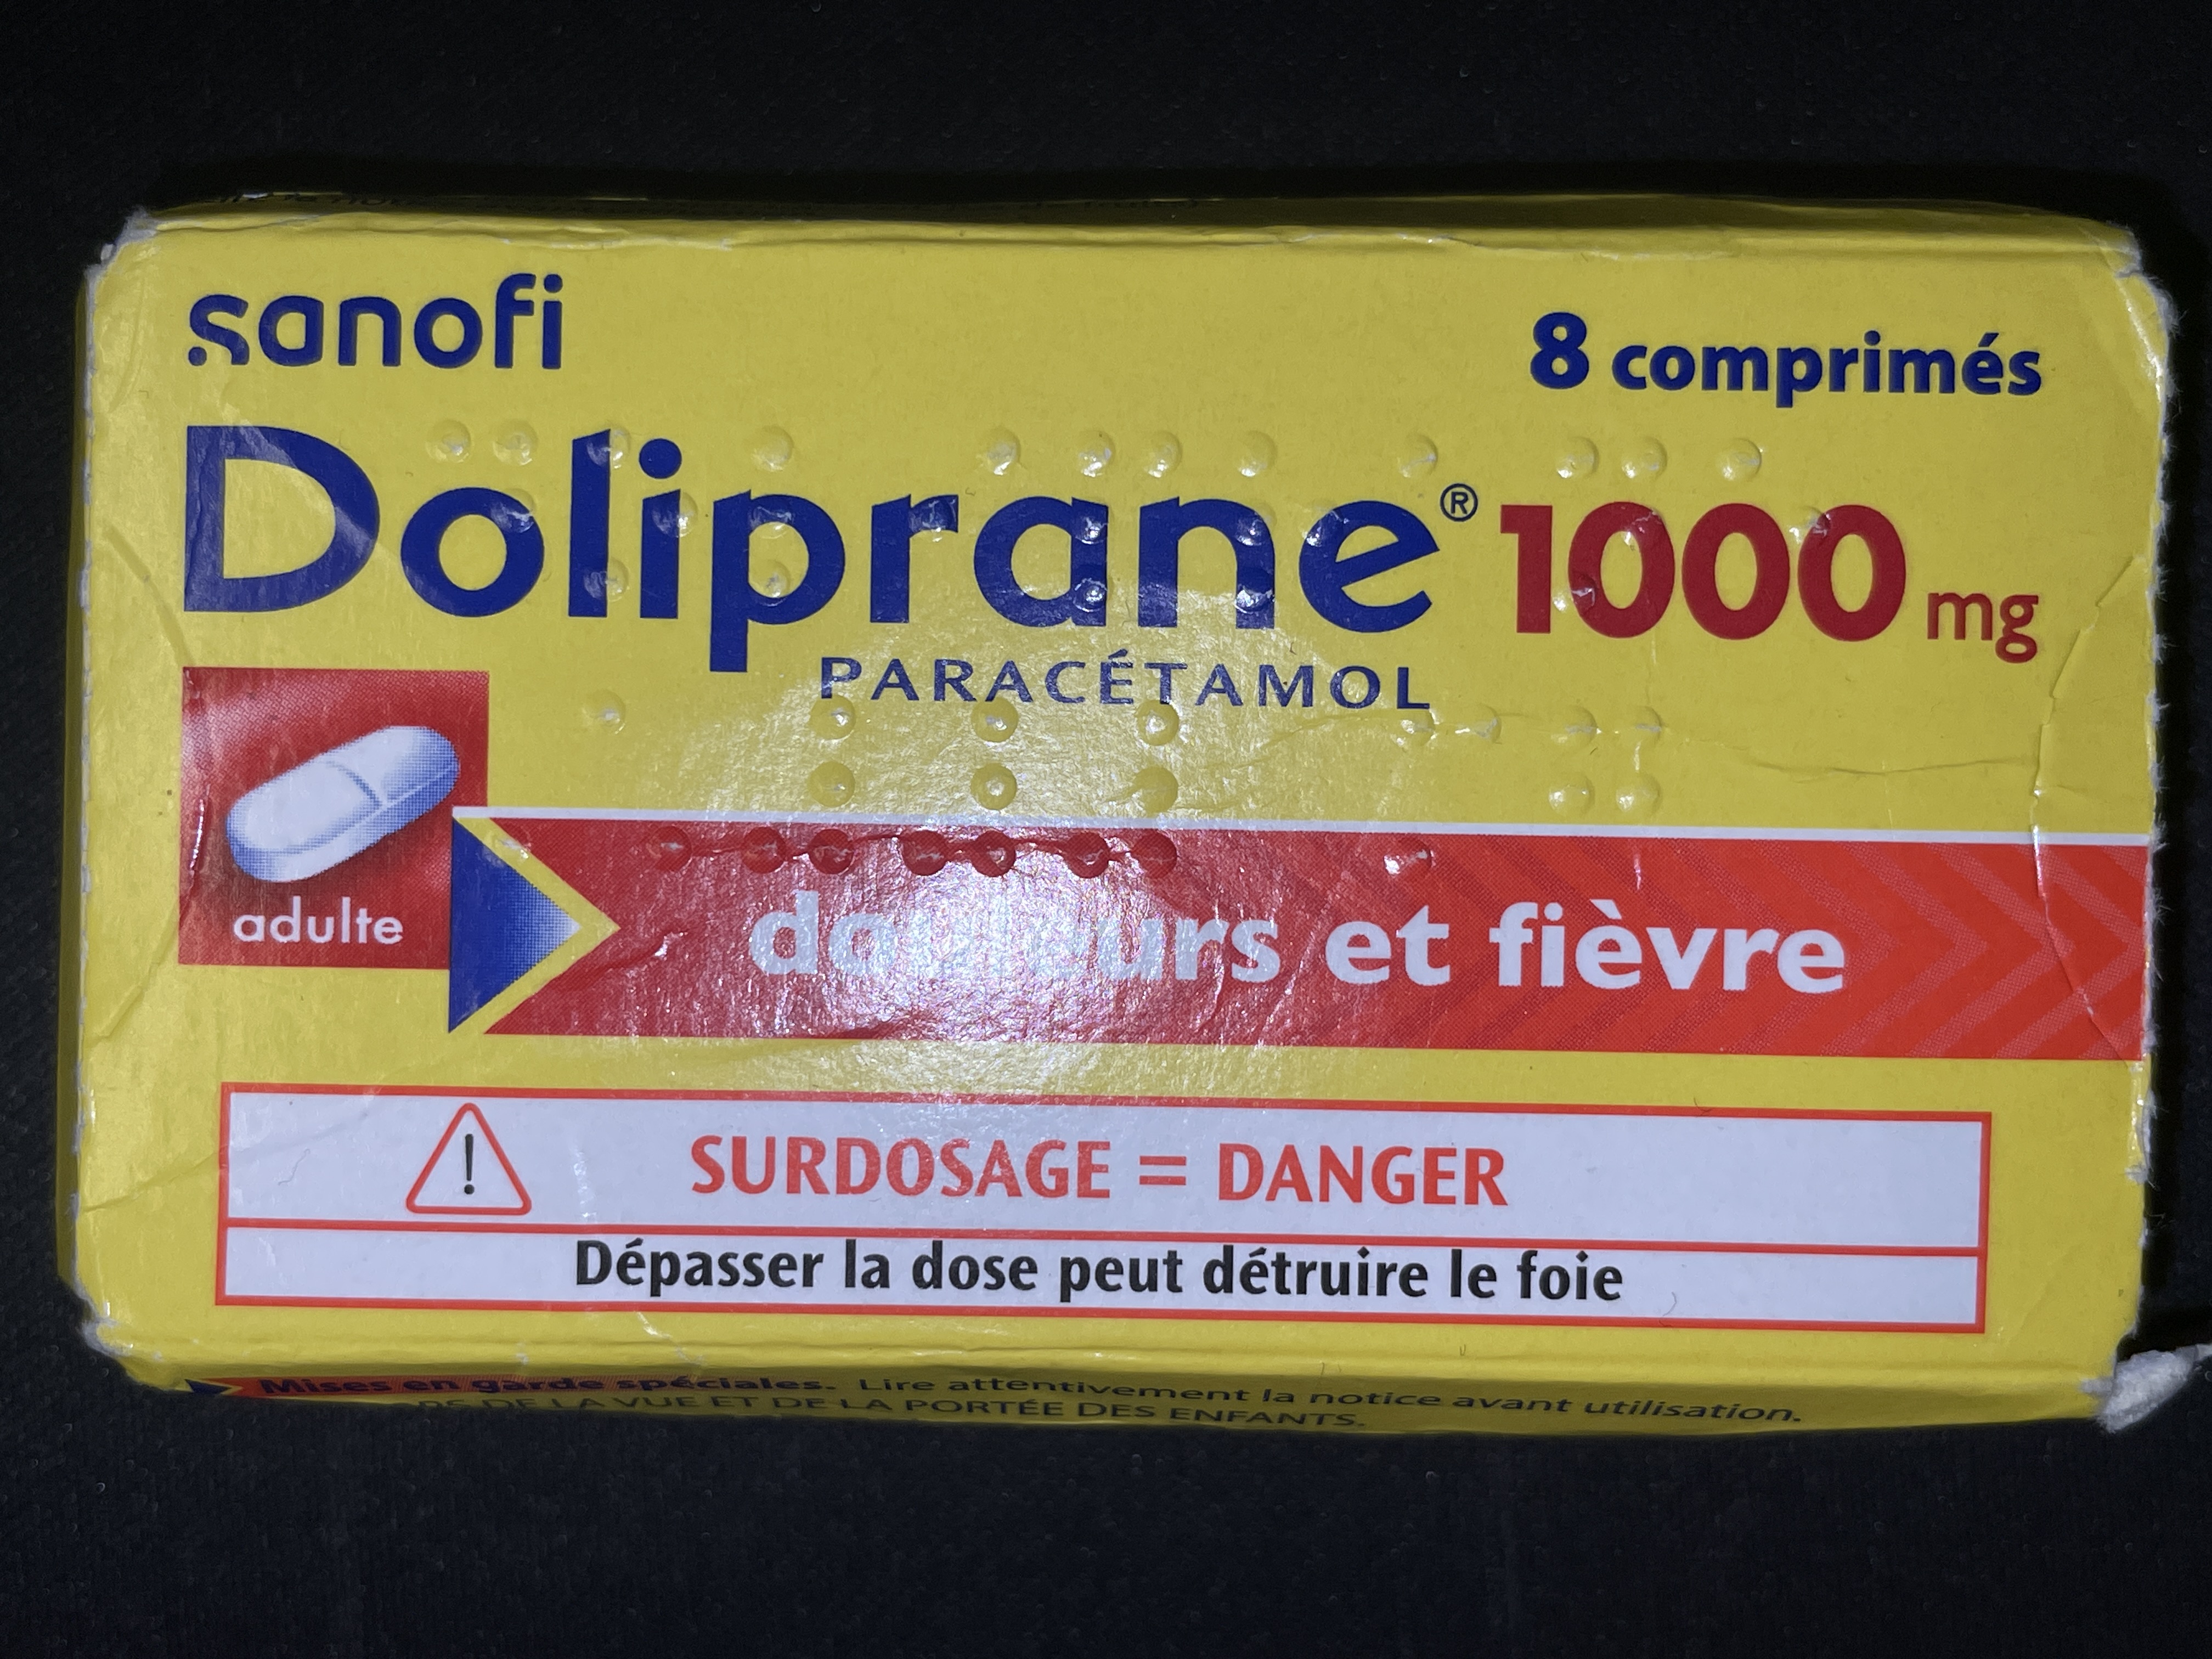 sanofi
8 comprimés
Doliprane® 1000 mg
PARACÉTAMOL
adulte
douleurs et fièvre
!
SURDOSAGE = DANGER
Dépasser la dose peut détruire le foie
Mises en garde spéciales. Lire attentivement la notice avant utilisation.
DE LA VUE ET DE LA PORTÉE DES ENFANTS.